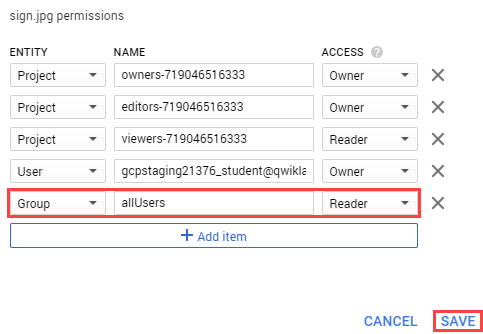 sign.jpg permissions
ENTITY NAME ACCESS ?
Project owners-719046516333 Owner
Project editors-719046516333 Owner
Project viewers-719046516333 Reader
User gcpstaging21376_student@qwikla Owner
Group allUsers Reader
+ Add item
CANCEL SAVE